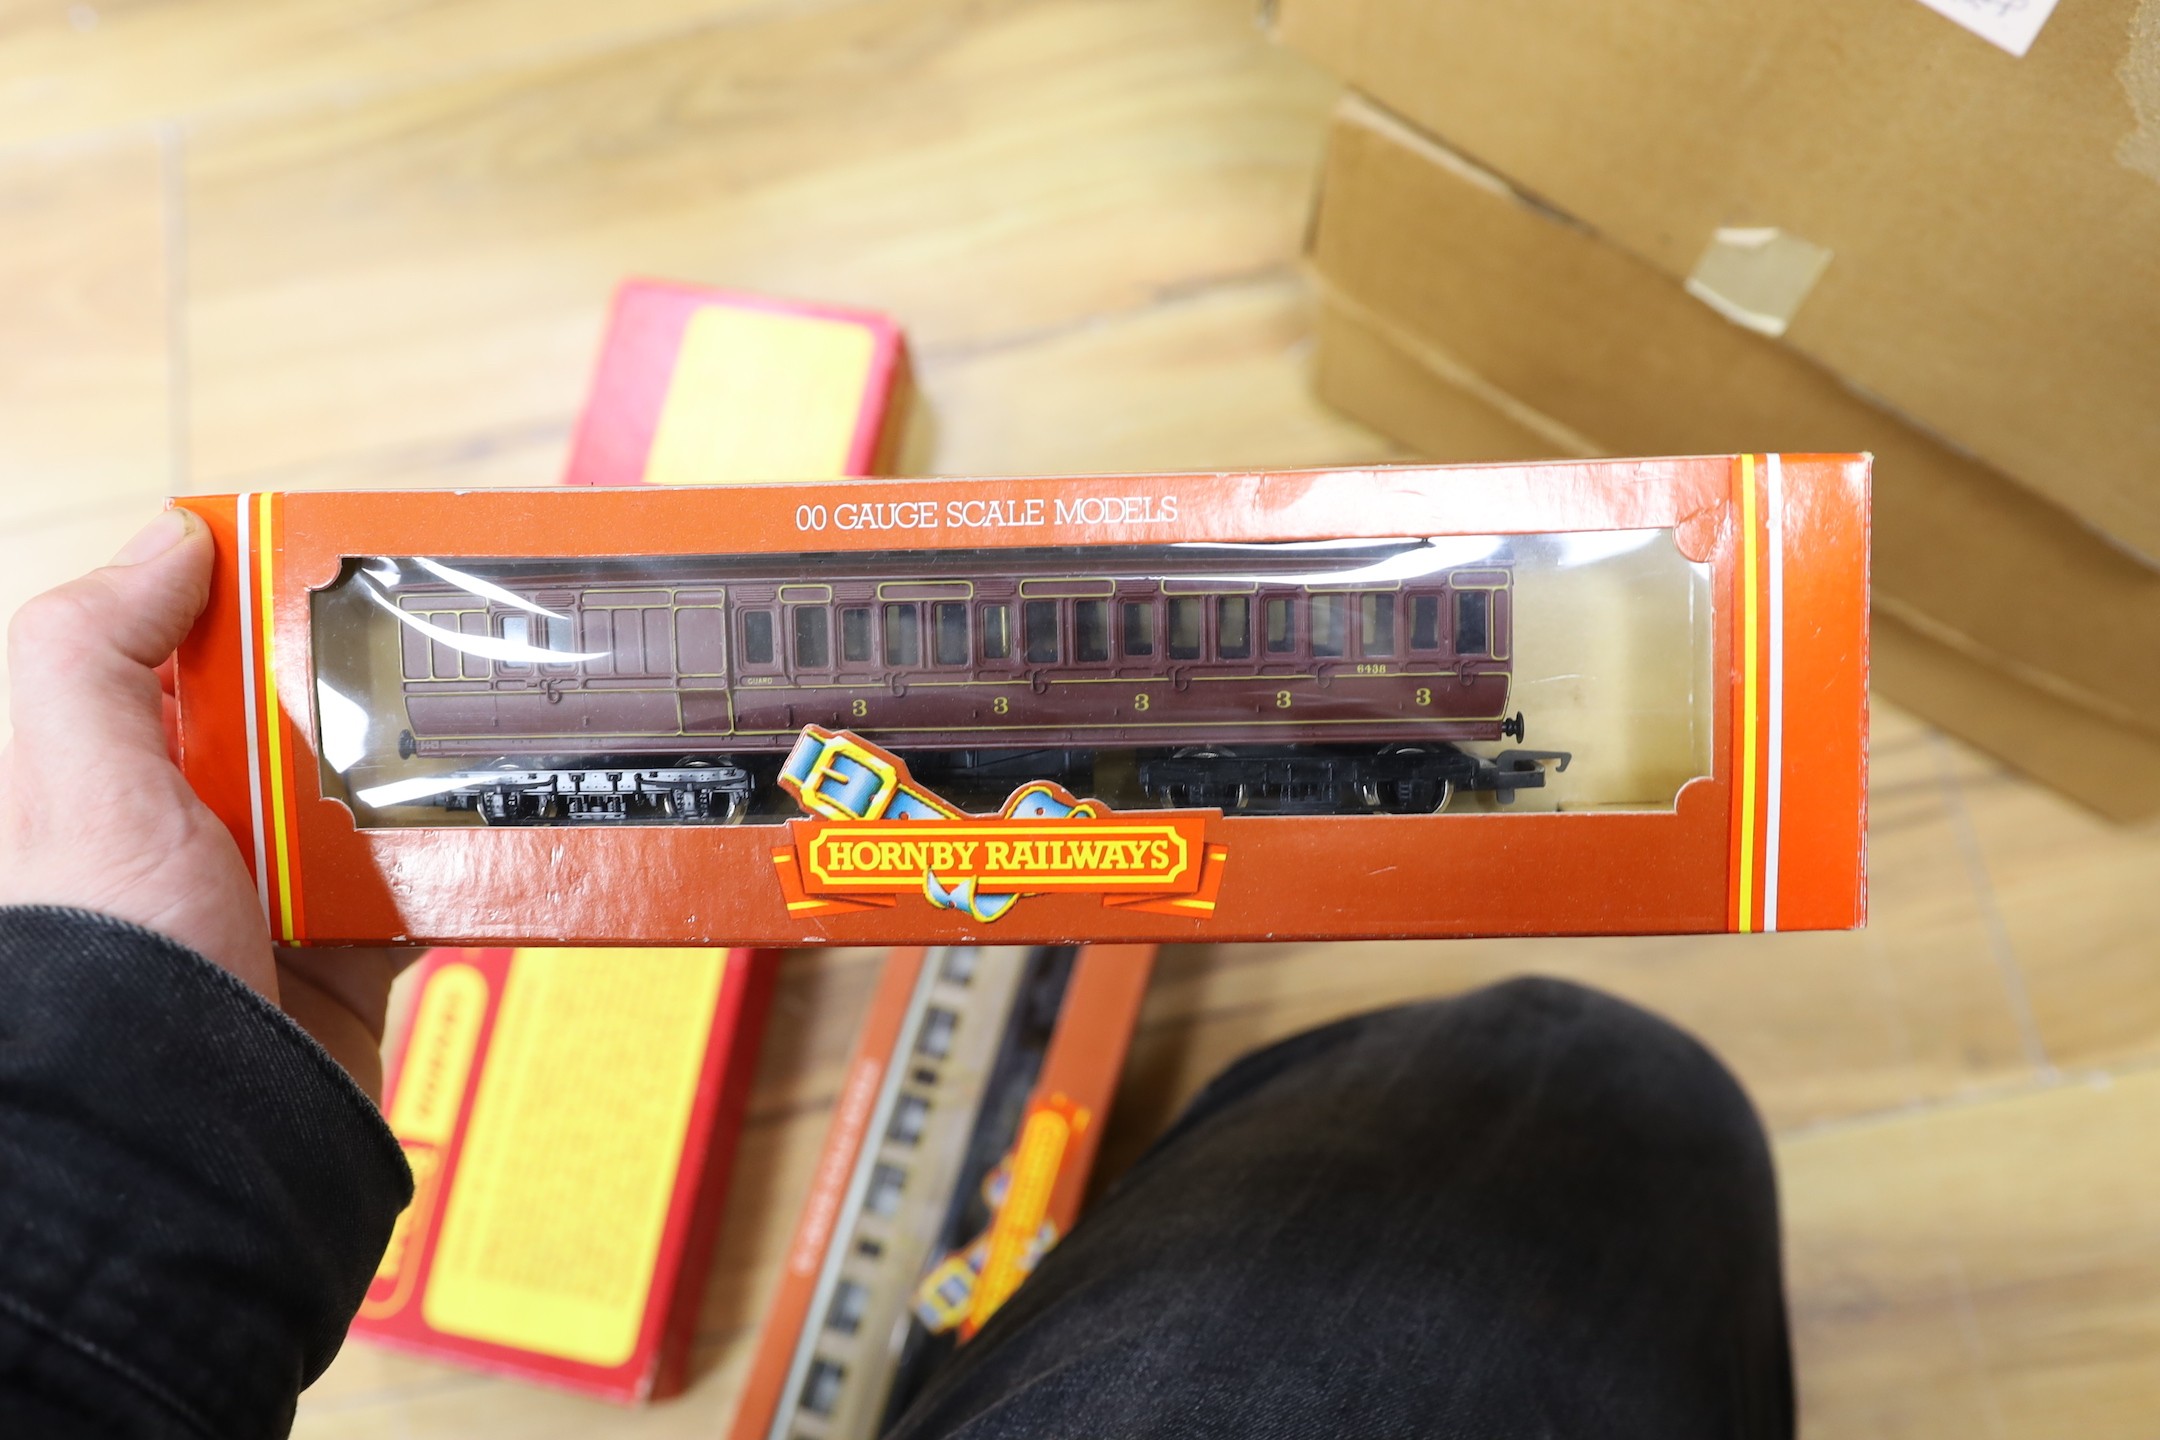 00 GAUGE SCALE MODELS
6438
GUARD
3 3 3 3 3
HORNBY RAILWAYS